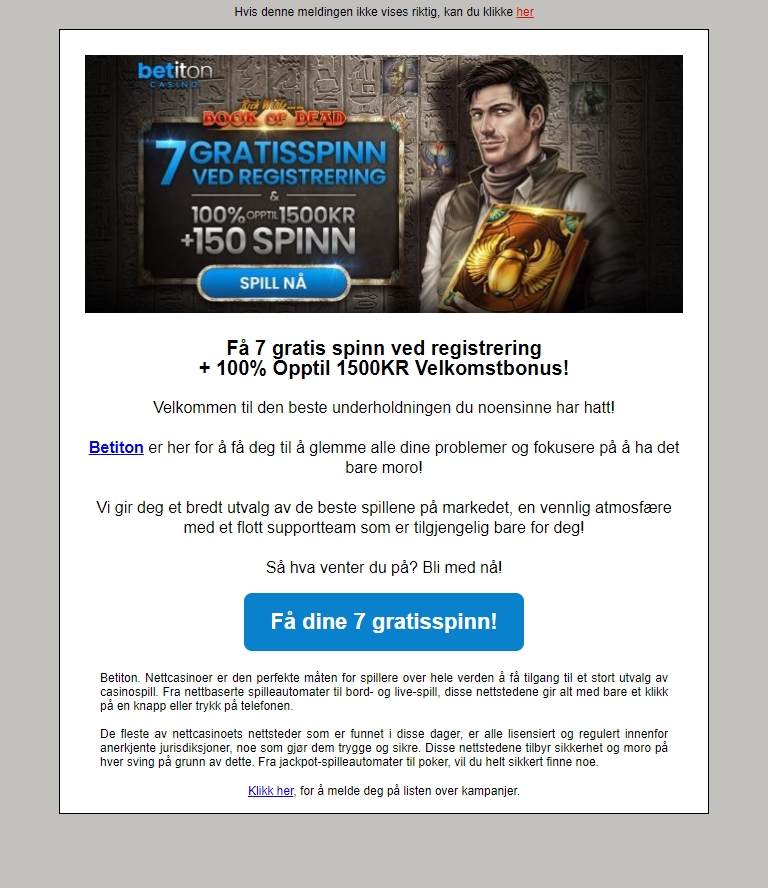 Hvis denne meldingen ikke vises riktig, kan du klikke her
betiton
CASINO
Rich Wilde and the
BOOK OF DEAD
7 GRATISSPINN
VED REGISTRERING
&
100% OPPTIL 1500KR
+150 SPINN
SPILL NÅ
Få 7 gratis spinn ved registrering
+ 100% Opptil 1500KR Velkomstbonus!
Velkommen til den beste underholdningen du noensinne har hatt!
Betiton er her for å få deg til å glemme alle dine problemer og fokusere på å ha det
bare moro!
Vi gir deg et bredt utvalg av de beste spillene på markedet, en vennlig atmosfære
med et flott supportteam som er tilgjengelig bare for deg!
Så hva venter du på? Bli med nå!
Få dine 7 gratisspinn!
Betiton. Nettcasinoer er den perfekte måten for spillere over hele verden å få tilgang til et stort utvalg av
casinospill. Fra nettbaserte spilleautomater til bord- og live-spill, disse nettstedene gir alt med bare et klikk
på en knapp eller trykk på telefonen.
De fleste av nettcasinoets nettsteder som er funnet i disse dager, er alle lisensiert og regulert innenfor
anerkjente jurisdiksjoner, noe som gjør dem trygge og sikre. Disse nettstedene tilbyr sikkerhet og moro på
hver sving på grunn av dette. Fra jackpot-spilleautomater til poker, vil du helt sikkert finne noe.
Klikk her, for å melde deg på listen over kampanjer.